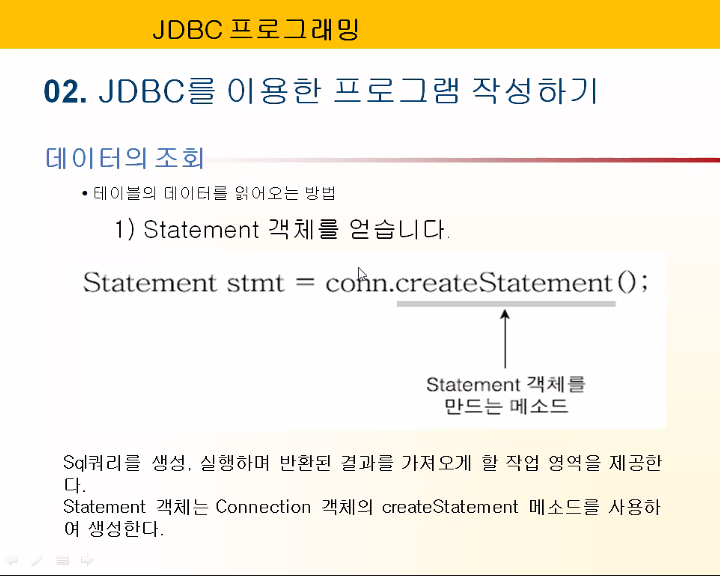 JDBC 프로그래밍
02. JDBC를 이용한 프로그램 작성하기
데이터의 조회
• 테이블의 데이터를 읽어오는 방법
1) Statement 객체를 얻습니다.
Statement stmt = conn.createStatement();
Statement 객체를
만드는 메소드
Sql쿼리를 생성, 실행하며 반환된 결과를 가져오게 할 작업 영역을 제공한
다.
Statement 객체는 Connection 객체의 createStatement 메소드를 사용하
여 생성한다.